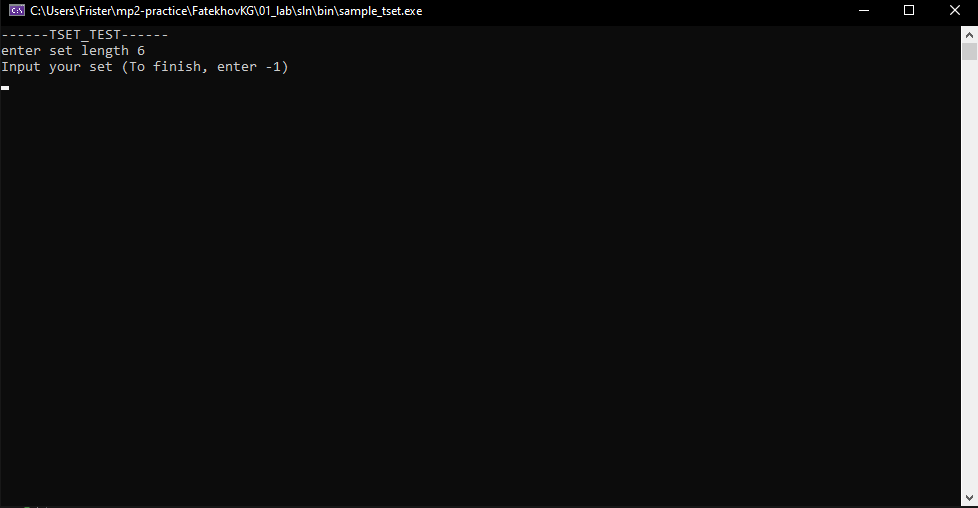 C:\Users\Frister\mp2-practice\FatekhovKG\01_lab\sln\bin\sample_tset.exe
------TSET_TEST------
enter set length 6
Input your set (To finish, enter -1)